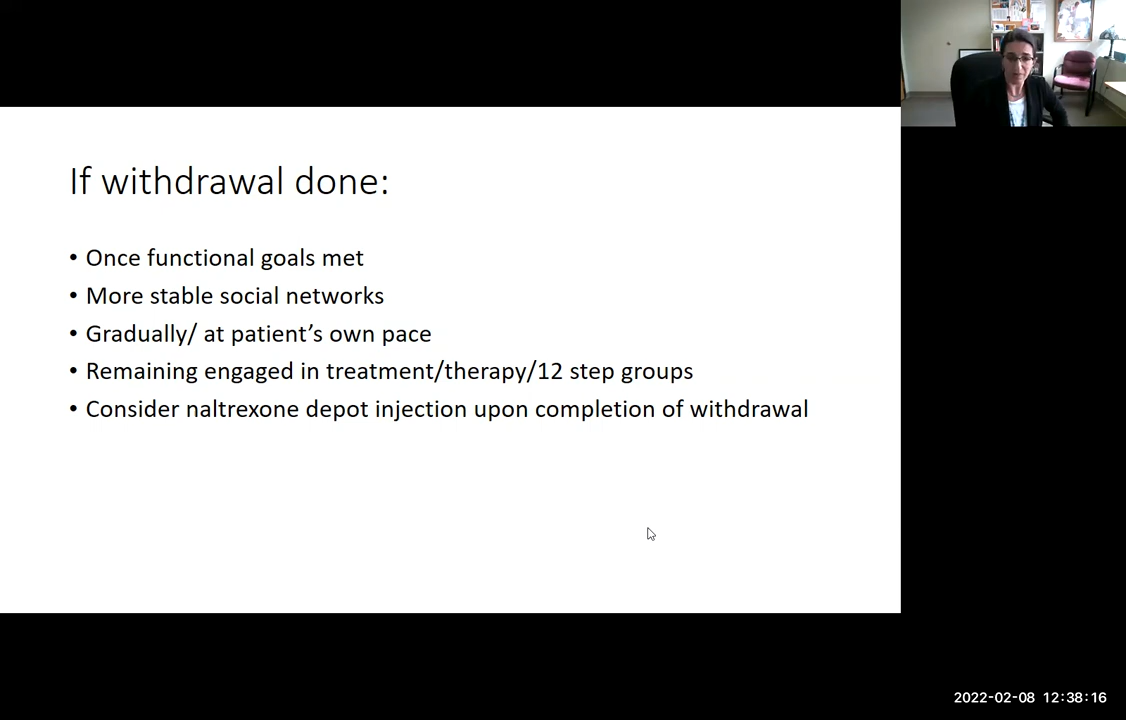 If withdrawal done:
• Once functional goals met
• More stable social networks
• Gradually/ at patient’s own pace
• Remaining engaged in treatment/therapy/12 step groups
• Consider naltrexone depot injection upon completion of withdrawal
2022-02-08 12:38:16